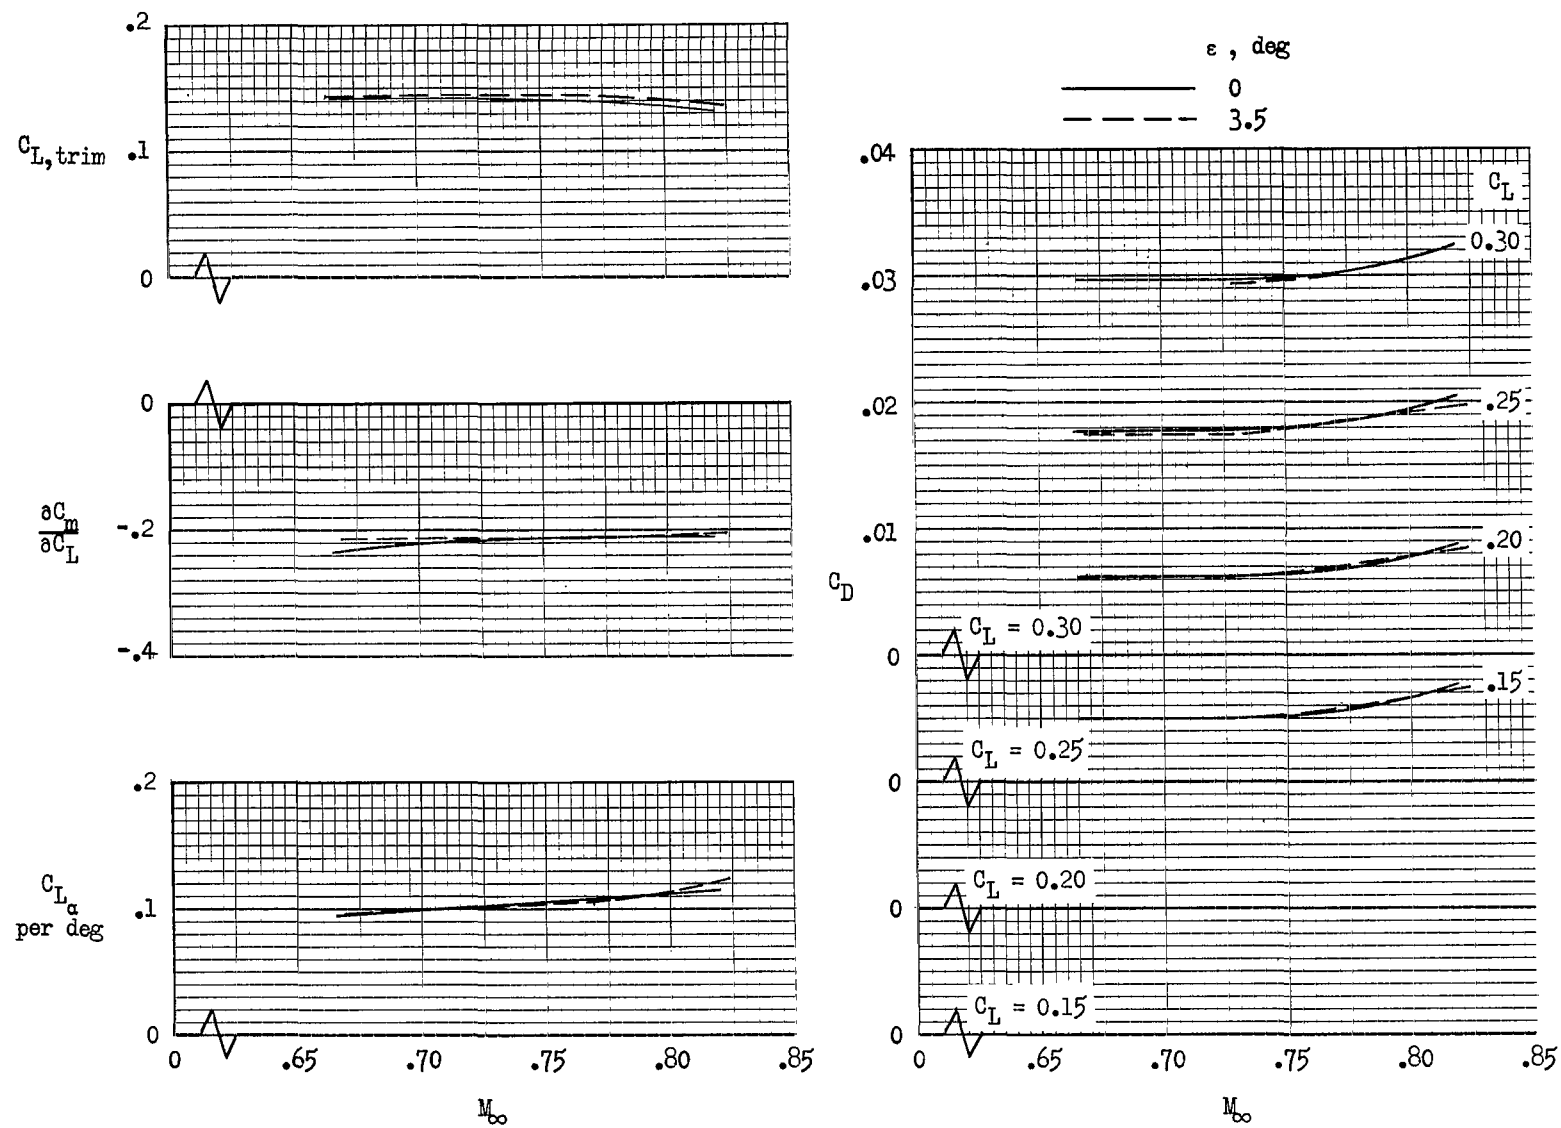 .2
C_L,trim .1
0
0
∂C_m/∂C_L -.2
-.4
.2
C_Lα per deg .1
0
0 .65 .70 .75 .80 .85
M∞
ε , deg
0
3.5
.04
C_L
0.30
.03
.02
.25
.01
.20
C_D
C_L = 0.30
0
.15
C_L = 0.25
0
C_L = 0.20
0
C_L = 0.15
0
0 .65 .70 .75 .80 .85
M∞